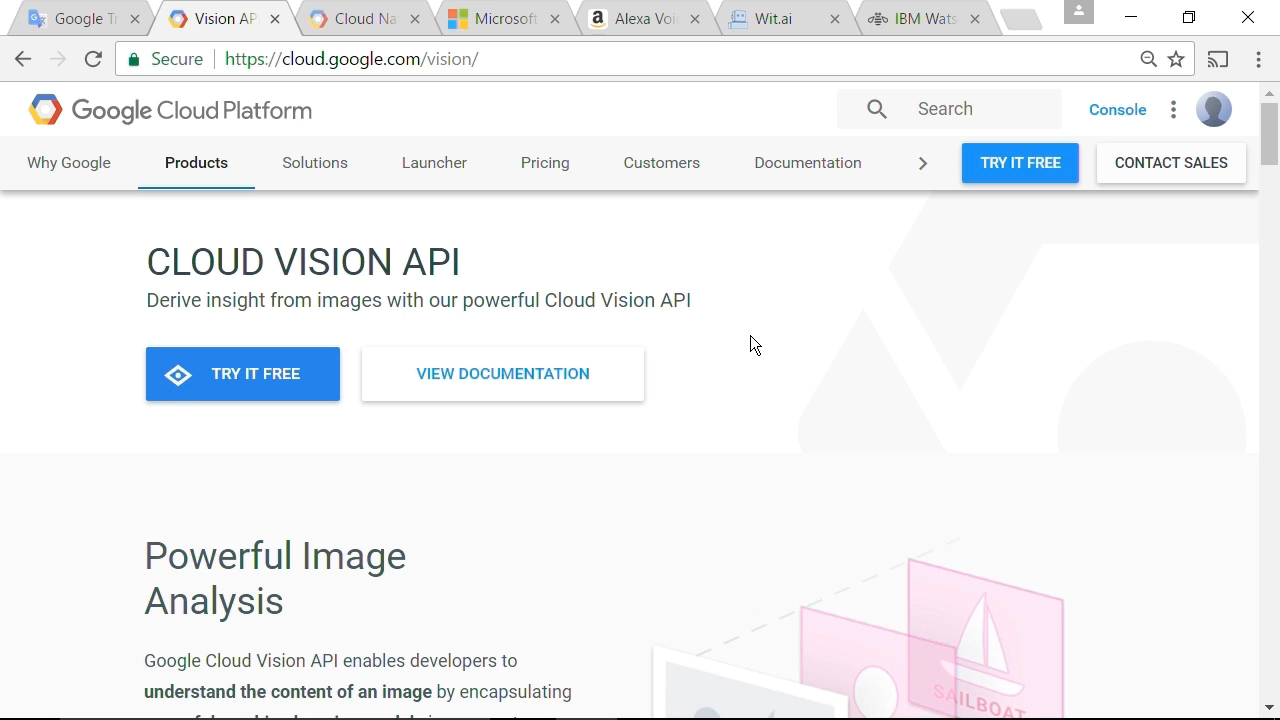 Google Tr
Vision AP
Cloud Na
Microsoft
Alexa Voi
Wit.ai
IBM Wats
Secure
https://cloud.google.com/vision/
Google Cloud Platform
Search
Console
Why Google
Products
Solutions
Launcher
Pricing
Customers
Documentation
TRY IT FREE
CONTACT SALES
CLOUD VISION API
Derive insight from images with our powerful Cloud Vision API
TRY IT FREE
VIEW DOCUMENTATION
Powerful Image
Analysis
Google Cloud Vision API enables developers to
understand the content of an image by encapsulating
SAILBOAT